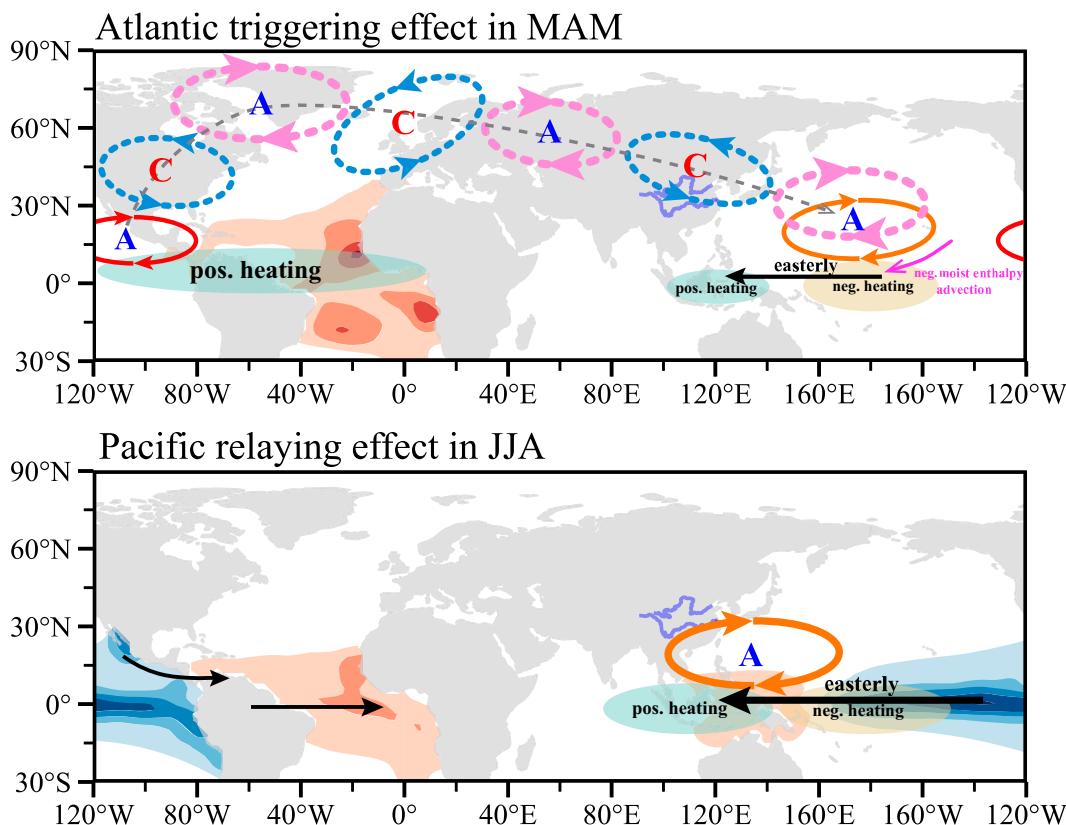 Atlantic triggering effect in MAM
90°N
60°N
30°N
0°
30°S
A
C
A
C
A
C
A
A
pos. heating
easterly
pos. heating
neg. heating
neg. moist enthalpy
advection
120°W 80°W 40°W 0° 40°E 80°E 120°E 160°E 160°W 120°W
Pacific relaying effect in JJA
90°N
60°N
30°N
0°
30°S
A
easterly
pos. heating
neg. heating
120°W 80°W 40°W 0° 40°E 80°E 120°E 160°E 160°W 120°W